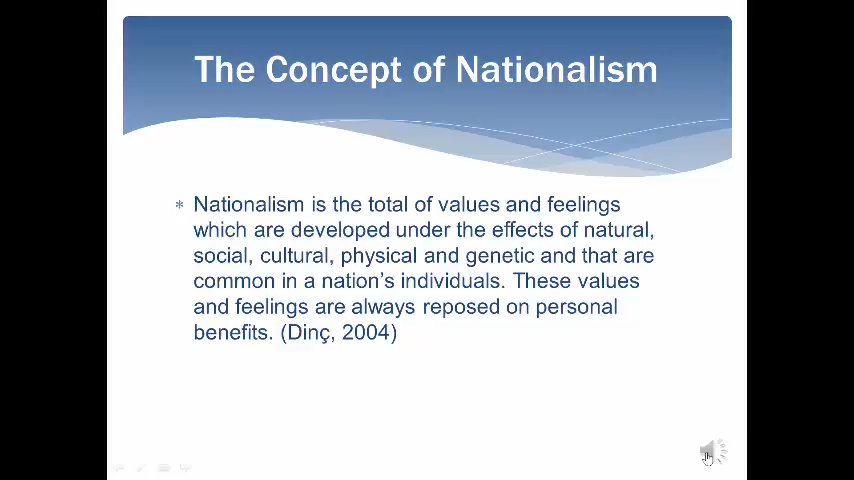 The Concept of Nationalism
* Nationalism is the total of values and feelings
which are developed under the effects of natural,
social, cultural, physical and genetic and that are
common in a nation’s individuals. These values
and feelings are always reposed on personal
benefits. (Dinç, 2004)